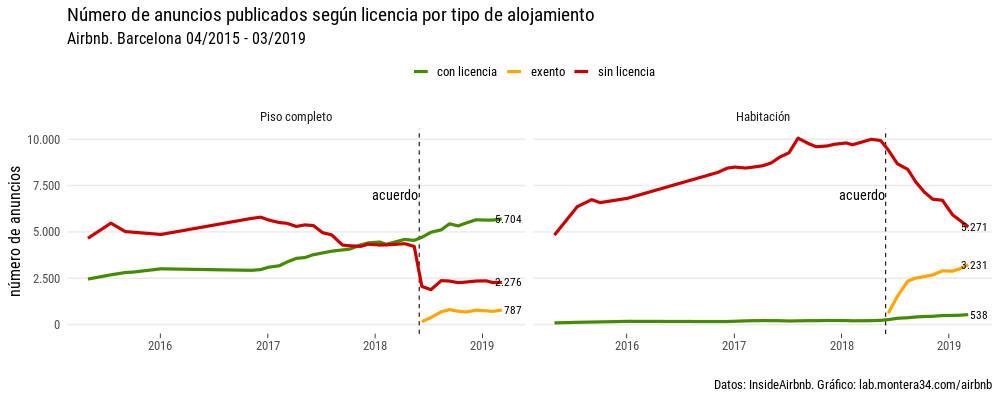 Número de anuncios publicados según licencia por tipo de alojamiento
Airbnb. Barcelona 04/2015 - 03/2019
con licencia exento sin licencia
Piso completo
Habitación
número de anuncios
10.000
7.500
5.000
2.500
0
acuerdo
5.704
2.276
787
acuerdo
5.271
3.231
538
2016 2017 2018 2019
2016 2017 2018 2019
Datos: InsideAirbnb. Gráfico: lab.montera34.com/airbnb